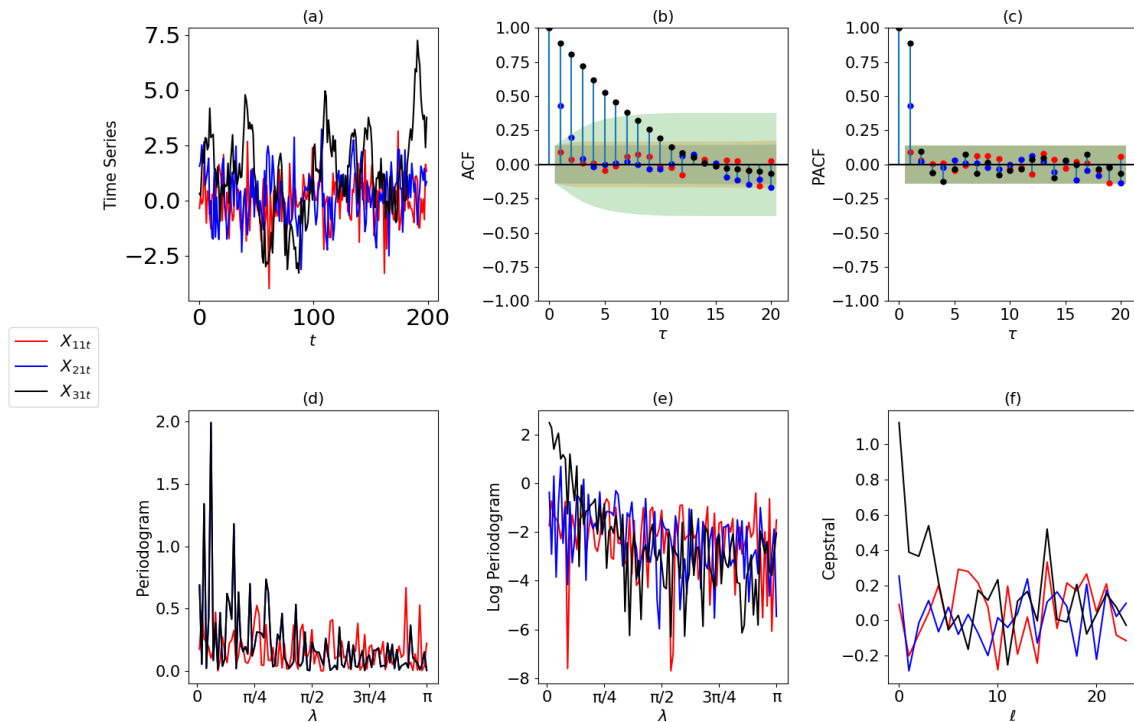 (a)
Time Series
7.5
5.0
2.5
0.0
−2.5
0
100
200
t
(b)
ACF
1.00
0.75
0.50
0.25
0.00
−0.25
−0.50
−0.75
−1.00
0
5
10
15
20
τ
(c)
PACF
1.00
0.75
0.50
0.25
0.00
−0.25
−0.50
−0.75
−1.00
0
5
10
15
20
τ
X11t
X21t
X31t
(d)
Periodogram
2.0
1.5
1.0
0.5
0.0
0
π/4
π/2
3π/4
π
λ
(e)
Log Periodogram
2
0
−2
−4
−6
−8
0
π/4
π/2
3π/4
π
λ
(f)
Cepstral
1.0
0.8
0.6
0.4
0.2
0.0
−0.2
0
10
20
ℓ